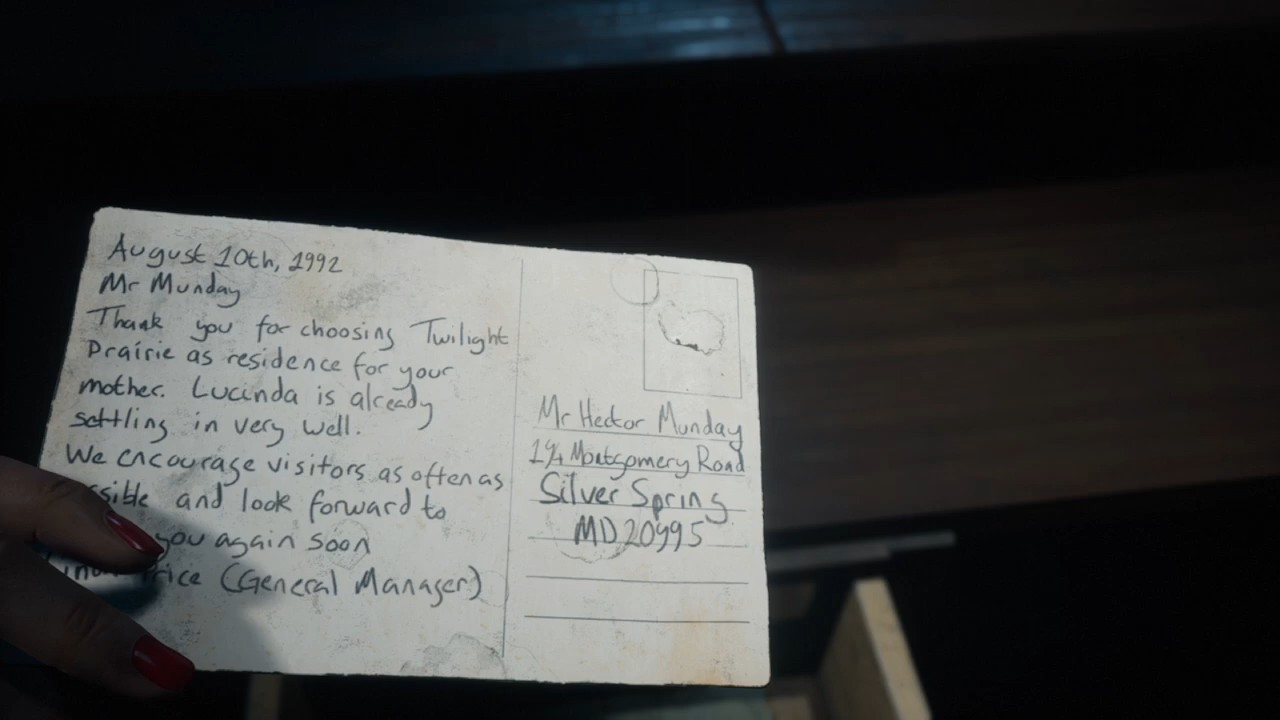 August 10th, 1992
Mr Munday
Thank you for choosing Twilight
Prairie as residence for your
mother. Lucinda is already
settling in very well.
We encourage visitors as often as
and look forward to
you again soon
(General Manager)
Mr Hector Munday
Montgomery Road
Silver Spring
MD 20995